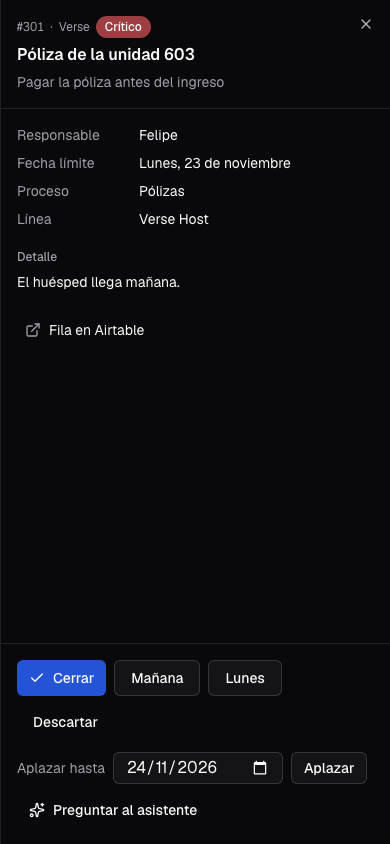 #301 · Verse Crítico
Póliza de la unidad 603
Pagar la póliza antes del ingreso
Responsable Felipe
Fecha límite Lunes, 23 de noviembre
Proceso Pólizas
Línea Verse Host
Detalle
El huésped llega mañana.
Fila en Airtable
Cerrar Mañana Lunes
Descartar
Aplazar hasta 24/11/2026 Aplazar
Preguntar al asistente